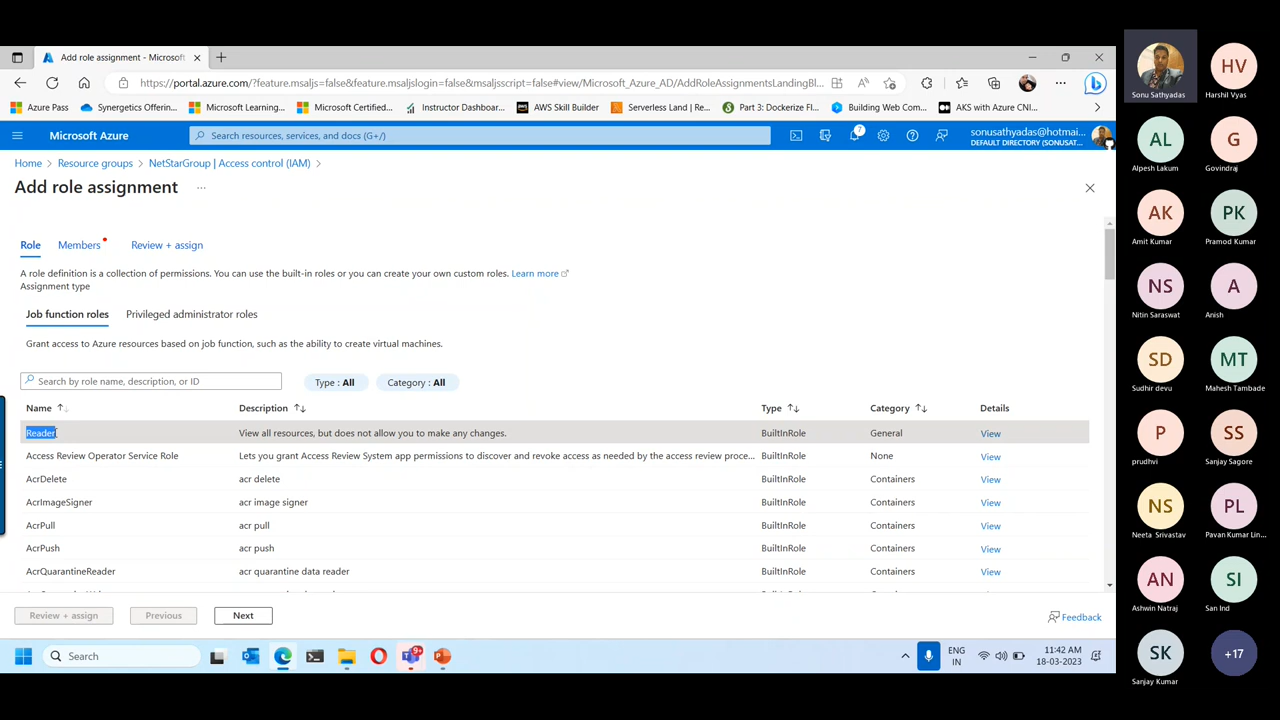 Add role assignment - Microsoft
https://portal.azure.com/?feature.msaljs=false&feature.msaljslogin=false&msaljsscript=false#view/Microsoft_Azure_AD/AddRoleAssignmentsLandingBl...
Azure Pass
Synergetics Offering...
Microsoft Learning...
Microsoft Certified...
Instructor Dashboar...
AWS Skill Builder
Serverless Land | Re...
Part 3: Dockerize Fl...
Building Web Com...
AKS with Azure CNI...
Microsoft Azure
Search resources, services, and docs (G+/)
7
sonusathyadas@hotmai...
DEFAULT DIRECTORY (SONUSAT...
Home > Resource groups > NetStarGroup | Access control (IAM) >
Add role assignment ...
Role Members Review + assign
A role definition is a collection of permissions. You can use the built-in roles or you can create your own custom roles. Learn more
Assignment type
Job function roles Privileged administrator roles
Grant access to Azure resources based on job function, such as the ability to create virtual machines.
Search by role name, description, or ID Type : All Category : All
Name Description Type Category Details
Reader View all resources, but does not allow you to make any changes. BuiltInRole General View
Access Review Operator Service Role Lets you grant Access Review System app permissions to discover and revoke access as needed by the access review proce... BuiltInRole None View
AcrDelete acr delete BuiltInRole Containers View
AcrImageSigner acr image signer BuiltInRole Containers View
AcrPull acr pull BuiltInRole Containers View
AcrPush acr push BuiltInRole Containers View
AcrQuarantineReader acr quarantine data reader BuiltInRole Containers View
Review + assign Previous Next Feedback
Search
9+
ENG
IN
11:42 AM
18-03-2023
Sonu Sathyadas
HV
Harshil Vyas
AL
Alpesh Lakum
G
Govindraj
AK
Amit Kumar
PK
Pramod Kumar
NS
Nitin Saraswat
A
Anish
SD
Sudhir devu
MT
Mahesh Tambade
P
prudhvi
SS
Sanjay Sagore
NS
Neeta Srivastav
PL
Pavan Kumar Lin...
AN
Ashwin Natraj
SI
San Ind
SK
Sanjay Kumar
+17